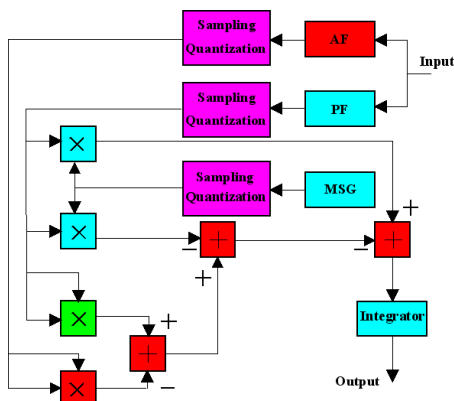 Sampling
Quantization
AF
Input
Sampling
Quantization
PF
×
Sampling
Quantization
MSG
+
×
−
+
−
+
+
×
+
Integrator
+
−
×
Output